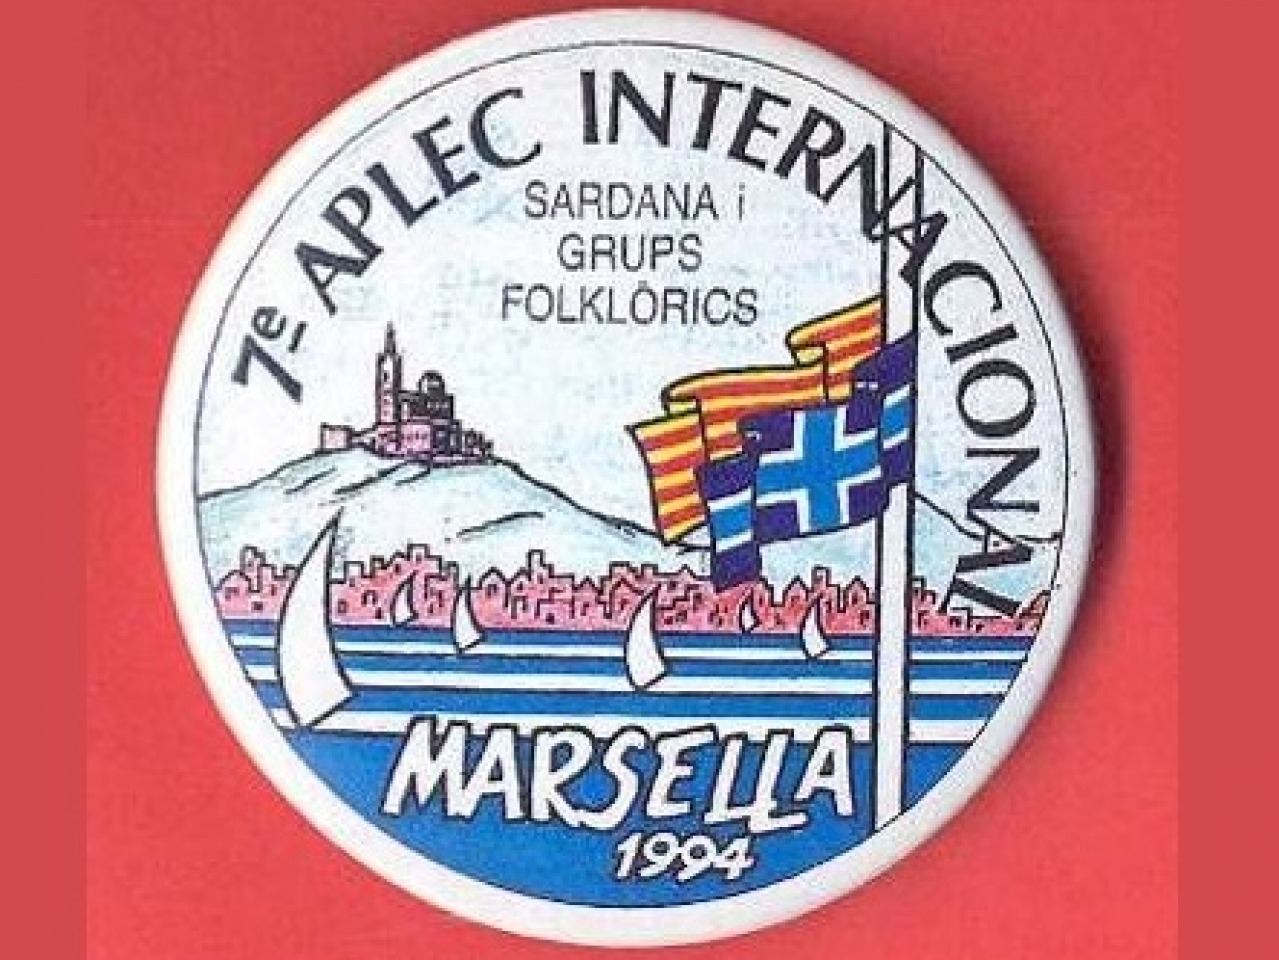 7e APLEC INTERNACIONAL
SARDANA i
GRUPS
FOLKLÒRICS
MARSELLA
1994